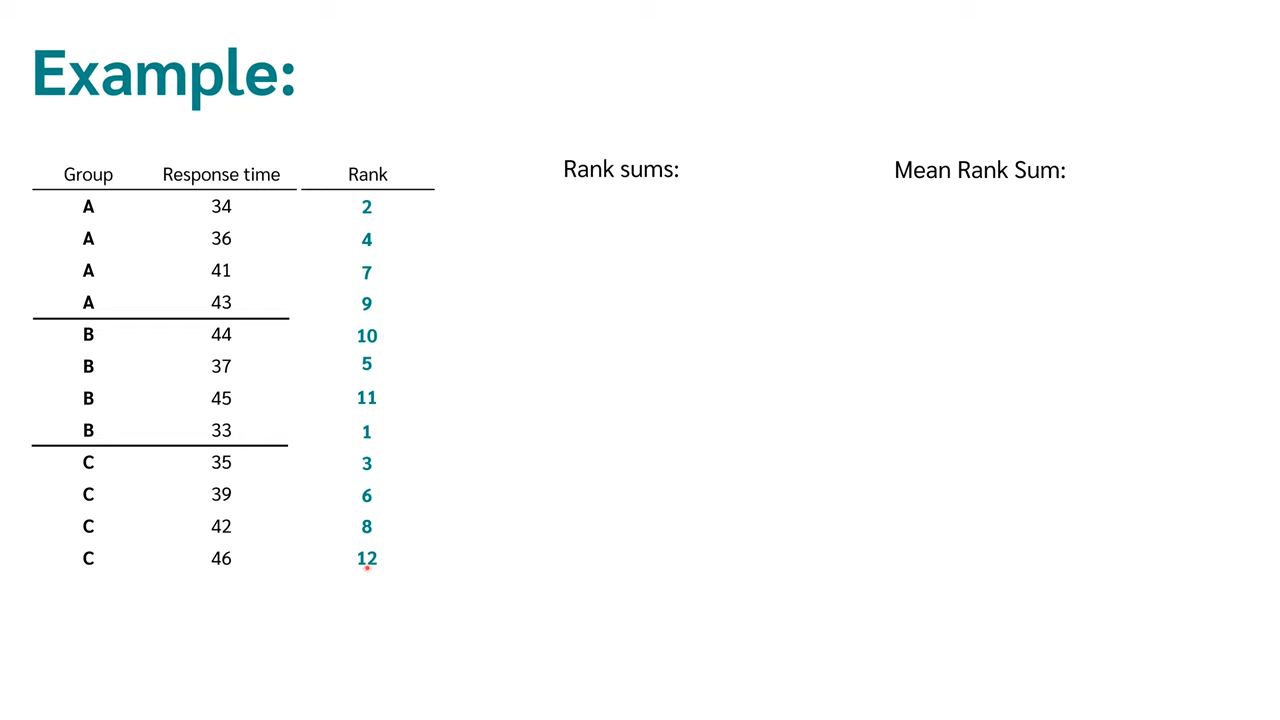 Example:
Rank sums:
Mean Rank Sum:
Group Response time Rank
A 34 2
A 36 4
A 41 7
A 43 9
B 44 10
B 37 5
B 45 11
B 33 1
C 35 3
C 39 6
C 42 8
C 46 12